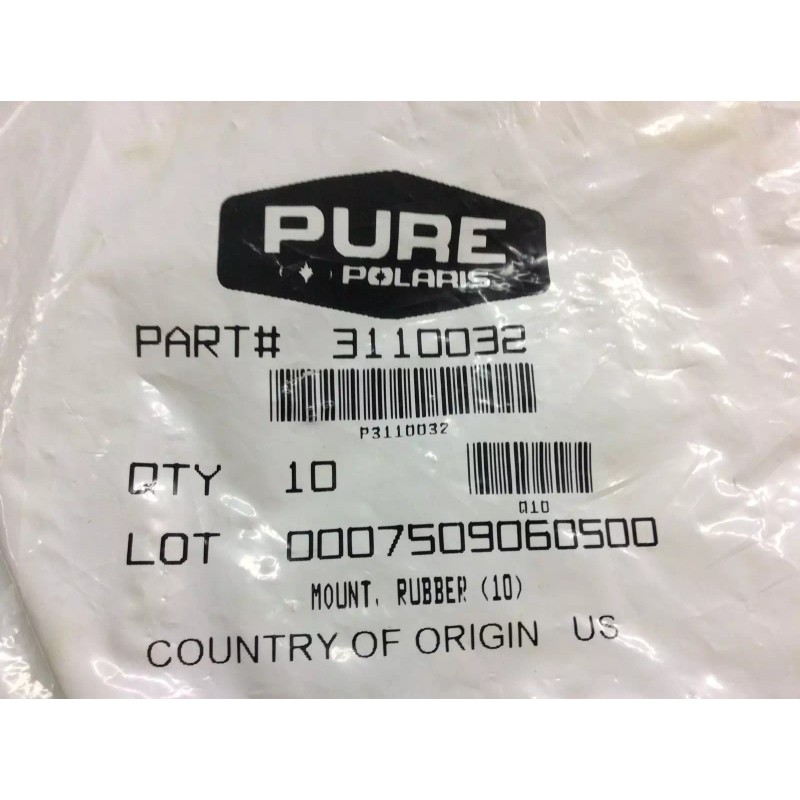 PURE
POLARIS
PART# 3110032
P3110032
QTY 10
Q10
LOT 0007509060500
MOUNT, RUBBER (10)
COUNTRY OF ORIGIN US